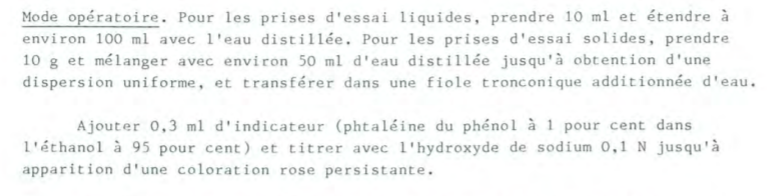 Mode opératoire. Pour les prises d'essai liquides, prendre 10 ml et étendre à
environ 100 ml avec l'eau distillée. Pour les prises d'essai solides, prendre
10 g et mélanger avec environ 50 ml d'eau distillée jusqu'à obtention d'une
dispersion uniforme, et transférer dans une fiole tronconique additionnée d'eau.
Ajouter 0,3 ml d'indicateur (phtaléine du phénol à 1 pour cent dans
l'éthanol à 95 pour cent) et titrer avec l'hydroxyde de sodium 0,1 N jusqu'à
apparition d'une coloration rose persistante.